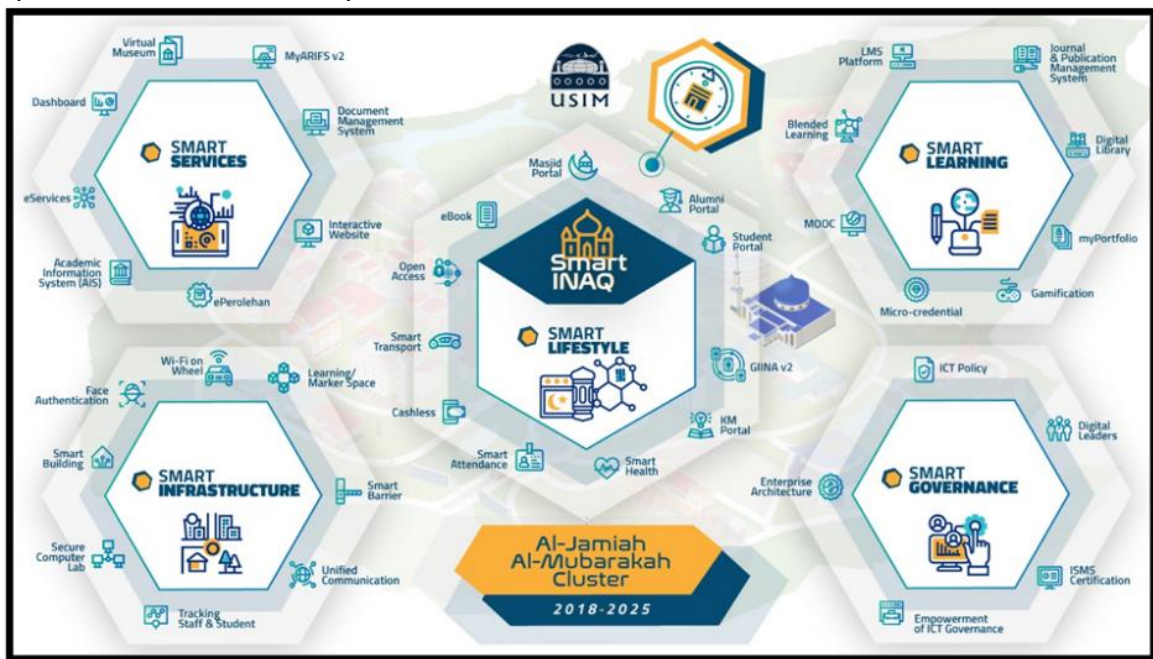 Virtual
Museum
MyARIFS v2
Dashboard
Document
Management
System
SMART
SERVICES
eServices
Interactive
Website
Academic
Information
System (AIS)
ePerolehan
USIM
Masjid
Portal
Alumni
Portal
eBook
Student
Portal
Open
Access
Smart
INAQ
Smart
Transport
SMART
LIFESTYLE
GIINA v2
Cashless
KM
Portal
Smart
Attendance
Smart
Health
LMS
Platform
Journal
& Publication
Management
System
Blended
Learning
Digital
Library
SMART
LEARNING
MOOC
myPortfolio
Micro-credential
Gamification
Wi-Fi on
Wheel
Learning/
Marker Space
Face
Authentication
Smart
Building
SMART
INFRASTRUCTURE
Smart
Barrier
Secure
Computer
Lab
Unified
Communication
Tracking
Staff & Student
Al-Jamiah
Al-Mubarakah
Cluster
2018-2025
ICT Policy
Digital
Leaders
Enterprise
Architecture
SMART
GOVERNANCE
ISMS
Certification
Empowerment
of ICT Governance